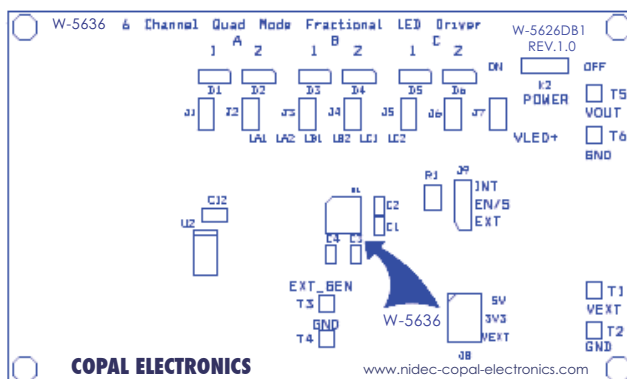 W-5636 6 Channel Quad Mode Fractional LED Driver
W-5626DB1
REV.1.0
A B C
1 2 1 2 1 2
ON OFF
K2
POWER
D1 D2 D3 D4 D5 D6
J1 J2 J3 J4 J5 J6 J7
LA1 LA2 LB1 LB2 LC1 LC2
VLED+
T5
VOUT
T6
GND
R1 J9
INT
EN/S
EXT
C12
U2
C2
C1
C4 C3
EXT_GEN
T3
GND
T4
W-5636
5V
3V3
VEXT
J8
T1
VEXT
T2
GND
COPAL ELECTRONICS
www.nidec-copal-electronics.com